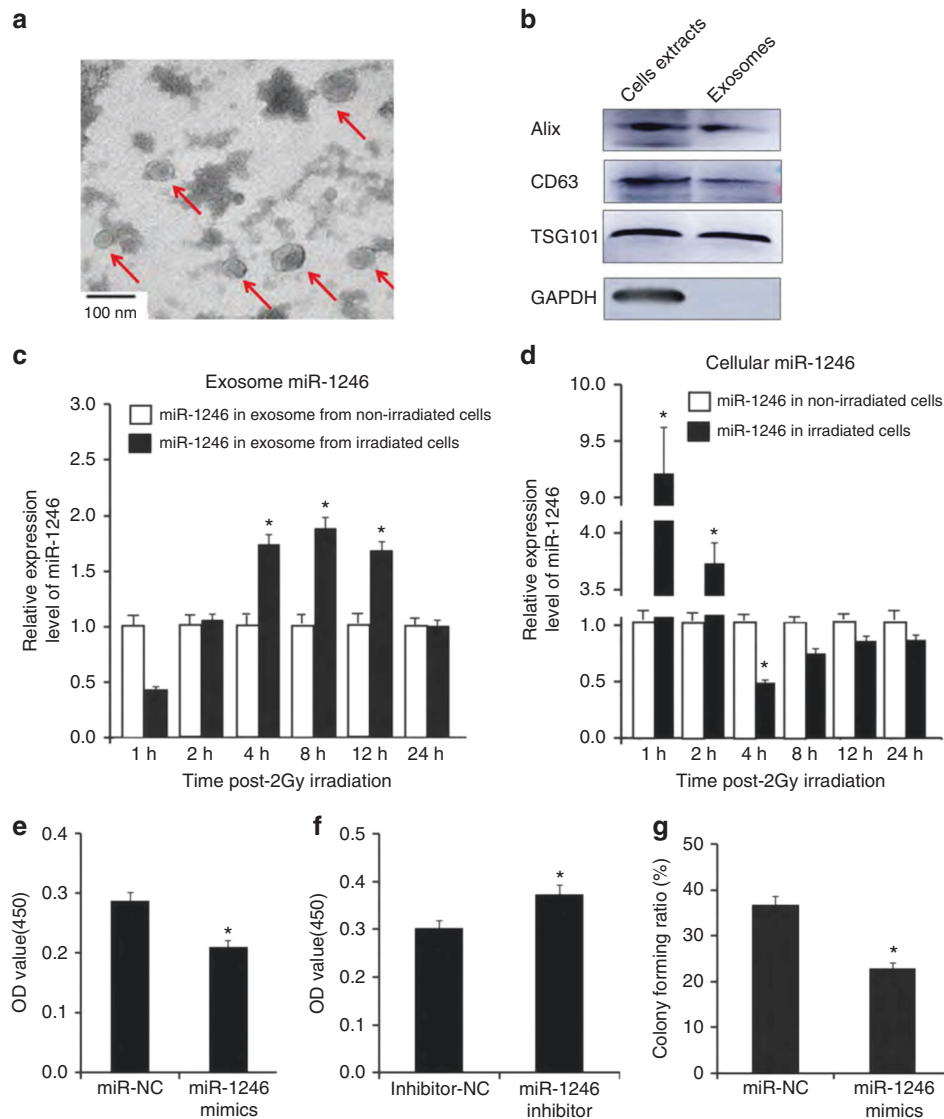 a
100 nm
b
Cells extracts
Exosomes
Alix
CD63
TSG101
GAPDH
c
Exosome miR-1246
3.0
2.5
2.0
1.5
1.0
0.5
0.0
Relative expression
level of miR-1246
miR-1246 in exosome from non-irradiated cells
miR-1246 in exosome from irradiated cells
*
*
*
1 h
2 h
4 h
8 h
12 h
24 h
Time post-2Gy irradiation
d
Cellular miR-1246
10.0
9.5
9.0
4.5
4.0
3.5
1.0
0.5
0.0
Relative expression
level of miR-1246
miR-1246 in non-irradiated cells
miR-1246 in irradiated cells
*
*
*
1 h
2 h
4 h
8 h
12 h
24 h
Time post-2Gy irradiation
e
0.4
0.3
0.2
0.1
0.0
OD value(450)
*
miR-NC
miR-1246
mimics
f
0.5
0.4
0.3
0.2
0.1
0.0
OD value(450)
*
Inhibitor-NC
miR-1246
inhibitor
g
50
40
30
20
10
0
Colony forming ratio (%)
*
miR-NC
miR-1246
mimics